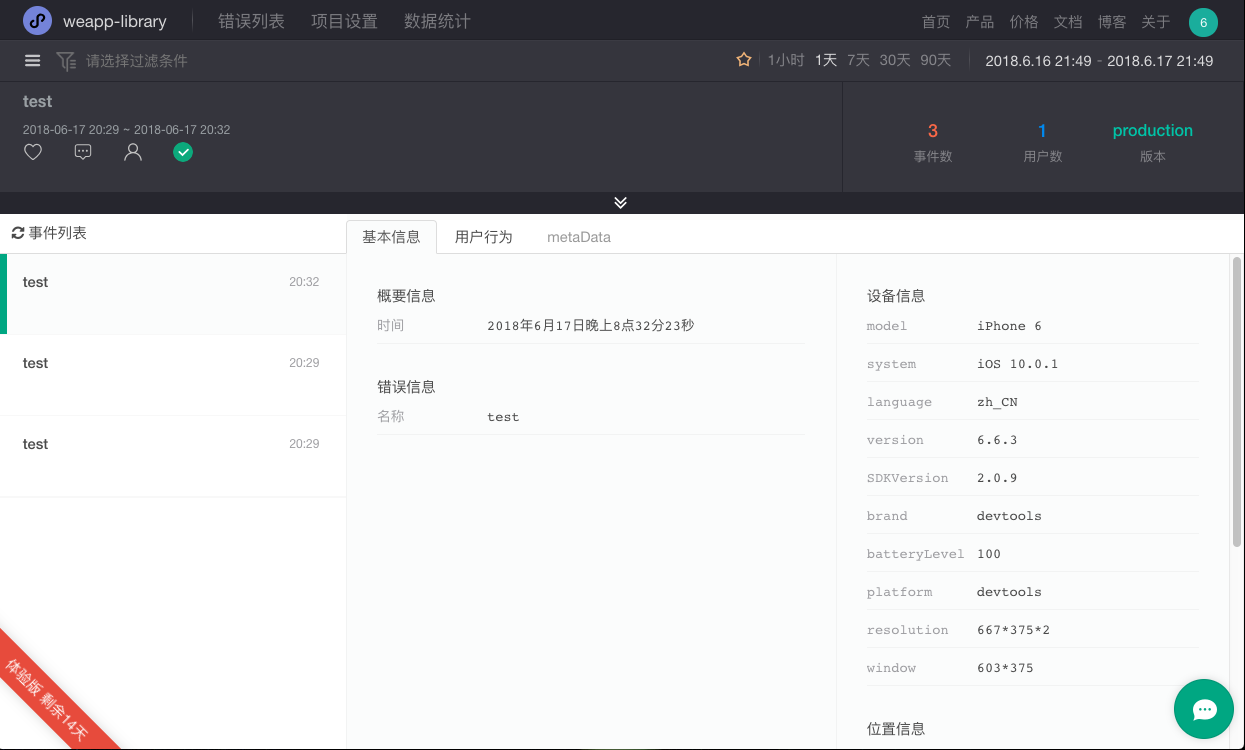 weapp-library 错误列表 项目设置 数据统计 首页 产品 价格 文档 博客 关于 6
请选择过滤条件 1小时 1天 7天 30天 90天 2018.6.16 21:49 - 2018.6.17 21:49
test
2018-06-17 20:29 ~ 2018-06-17 20:32
3 1 production
事件数 用户数 版本
事件列表 基本信息 用户行为 metaData
test 20:32
test 20:29
test 20:29
概要信息
时间 2018年6月17日晚上8点32分23秒
错误信息
名称 test
设备信息
model iPhone 6
system iOS 10.0.1
language zh_CN
version 6.6.3
SDKVersion 2.0.9
brand devtools
batteryLevel 100
platform devtools
resolution 667*375*2
window 603*375
位置信息
体验版 剩余14天